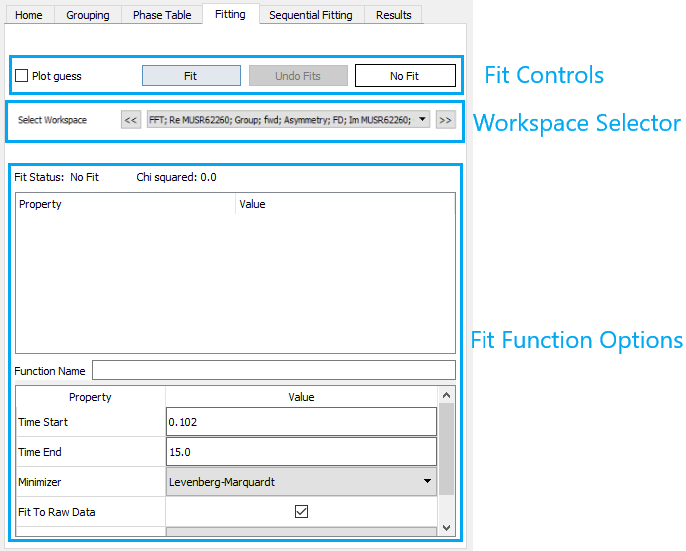 Home Grouping Phase Table Fitting Sequential Fitting Results
Plot guess Fit Undo Fits No Fit Fit Controls
Select Workspace << FFT; Re MUSR62260; Group; fwd; Asymmetry; FD; Im MUSR62260; >> Workspace Selector
Fit Status: No Fit Chi squared: 0.0
Property Value
Fit Function Options
Function Name
Property Value
Time Start 0.102
Time End 15.0
Minimizer Levenberg-Marquardt
Fit To Raw Data